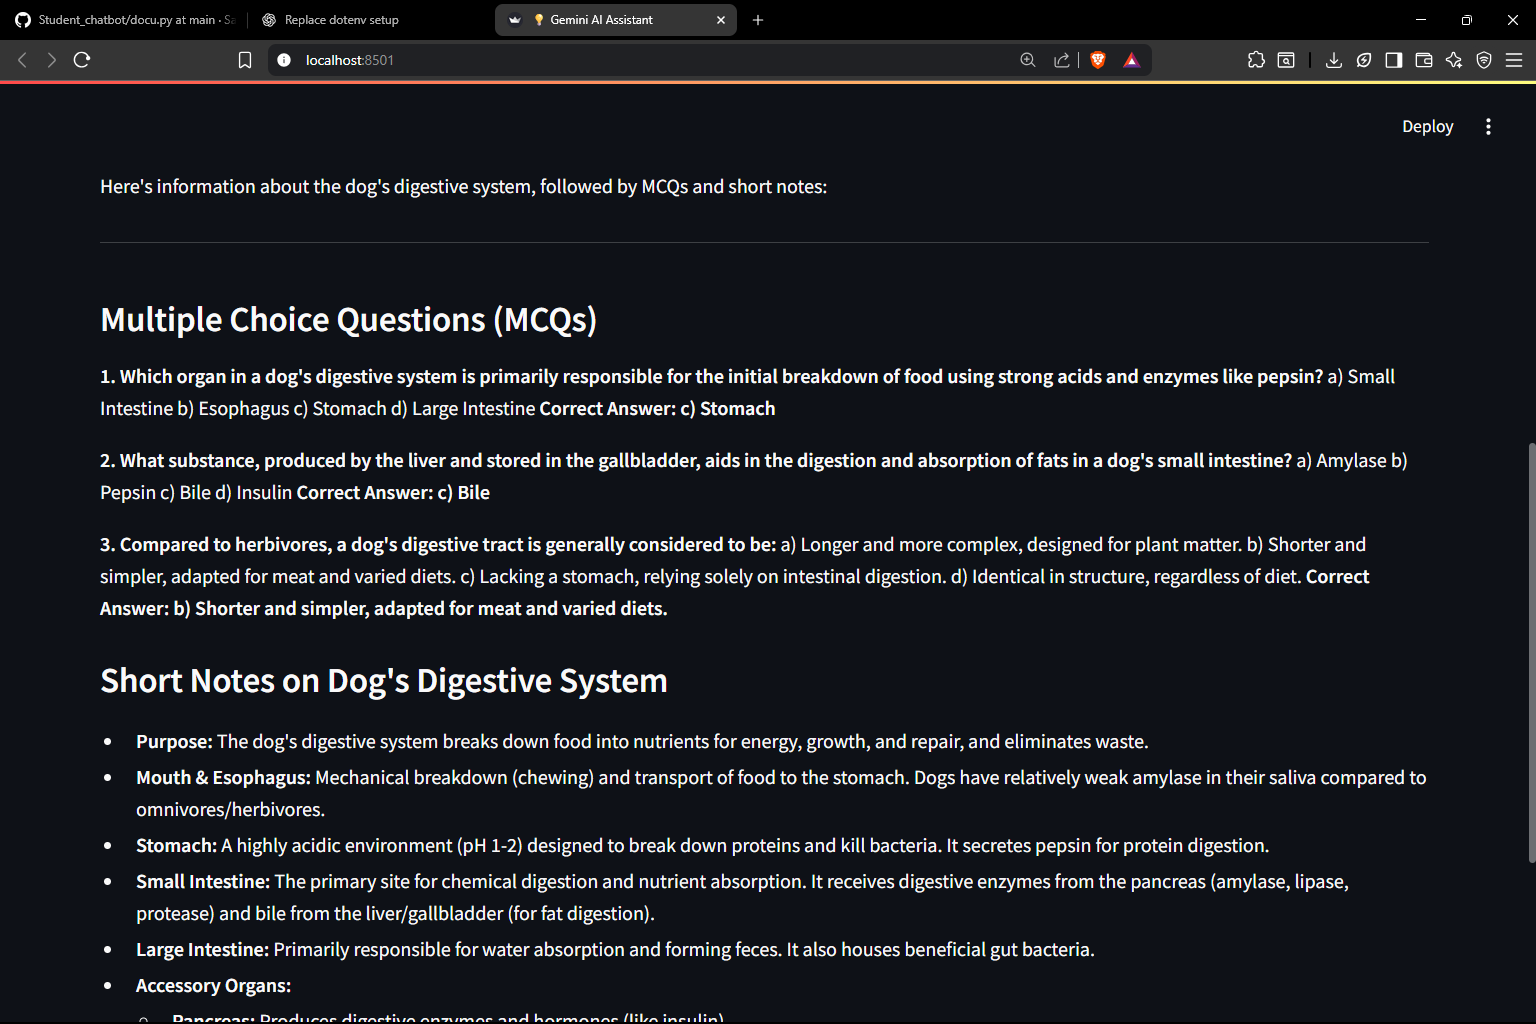 Student_chatbot/docu.py at main · Sa
Replace dotenv setup
Gemini AI Assistant
localhost:8501
Deploy
Here's information about the dog's digestive system, followed by MCQs and short notes:
Multiple Choice Questions (MCQs)
1. Which organ in a dog's digestive system is primarily responsible for the initial breakdown of food using strong acids and enzymes like pepsin? a) Small
Intestine b) Esophagus c) Stomach d) Large Intestine Correct Answer: c) Stomach
2. What substance, produced by the liver and stored in the gallbladder, aids in the digestion and absorption of fats in a dog's small intestine? a) Amylase b)
Pepsin c) Bile d) Insulin Correct Answer: c) Bile
3. Compared to herbivores, a dog's digestive tract is generally considered to be: a) Longer and more complex, designed for plant matter. b) Shorter and
simpler, adapted for meat and varied diets. c) Lacking a stomach, relying solely on intestinal digestion. d) Identical in structure, regardless of diet. Correct
Answer: b) Shorter and simpler, adapted for meat and varied diets.
Short Notes on Dog's Digestive System
• Purpose: The dog's digestive system breaks down food into nutrients for energy, growth, and repair, and eliminates waste.
• Mouth & Esophagus: Mechanical breakdown (chewing) and transport of food to the stomach. Dogs have relatively weak amylase in their saliva compared to
omnivores/herbivores.
• Stomach: A highly acidic environment (pH 1-2) designed to break down proteins and kill bacteria. It secretes pepsin for protein digestion.
• Small Intestine: The primary site for chemical digestion and nutrient absorption. It receives digestive enzymes from the pancreas (amylase, lipase,
protease) and bile from the liver/gallbladder (for fat digestion).
• Large Intestine: Primarily responsible for water absorption and forming feces. It also houses beneficial gut bacteria.
• Accessory Organs:
○ Pancreas: Produces digestive enzymes and hormones (like insulin).